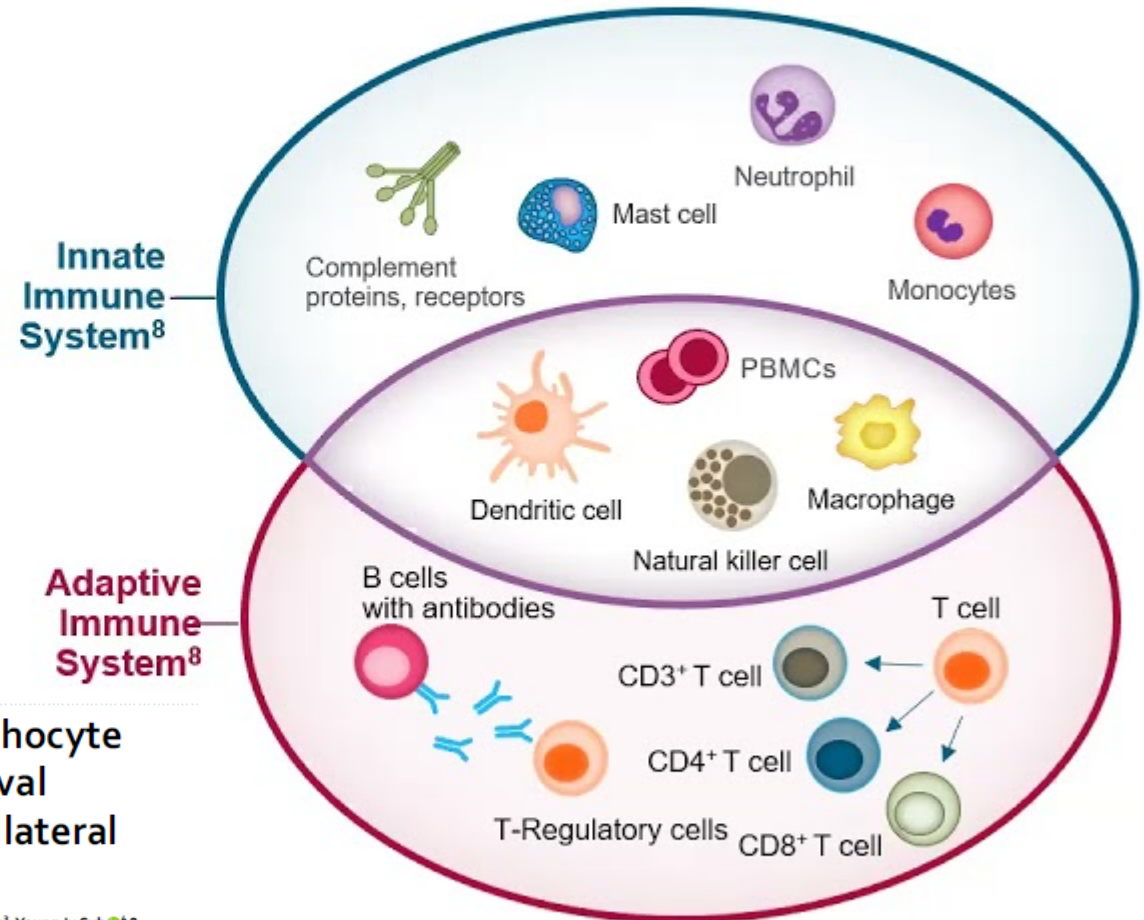 Neutrophil
Mast cell
Complement
proteins, receptors
Monocytes
Innate
Immune
System⁸
PBMCs
Dendritic cell
Macrophage
Natural killer cell
Adaptive
Immune
System⁸
B cells
with antibodies
T cell
CD3⁺ T cell
CD4⁺ T cell
T-Regulatory cells
CD8⁺ T cell
hocyte
val
lateral